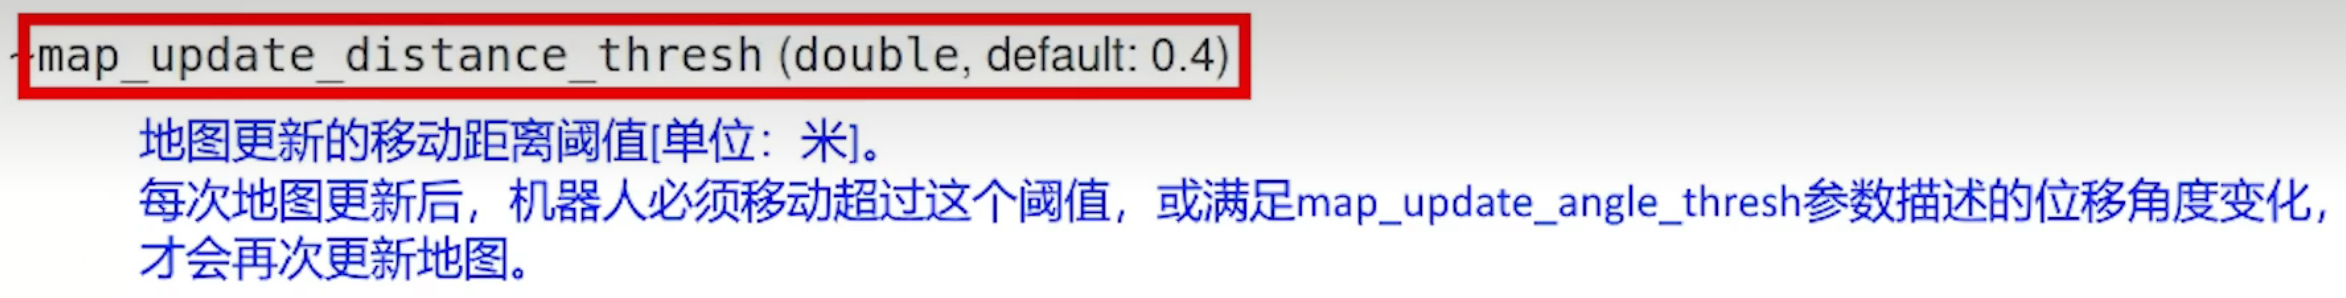 ~map_update_distance_thresh (double, default: 0.4)
地图更新的移动距离阈值[单位：米]。
每次地图更新后，机器人必须移动超过这个阈值，或满足map_update_angle_thresh参数描述的位移角度变化，
才会再次更新地图。